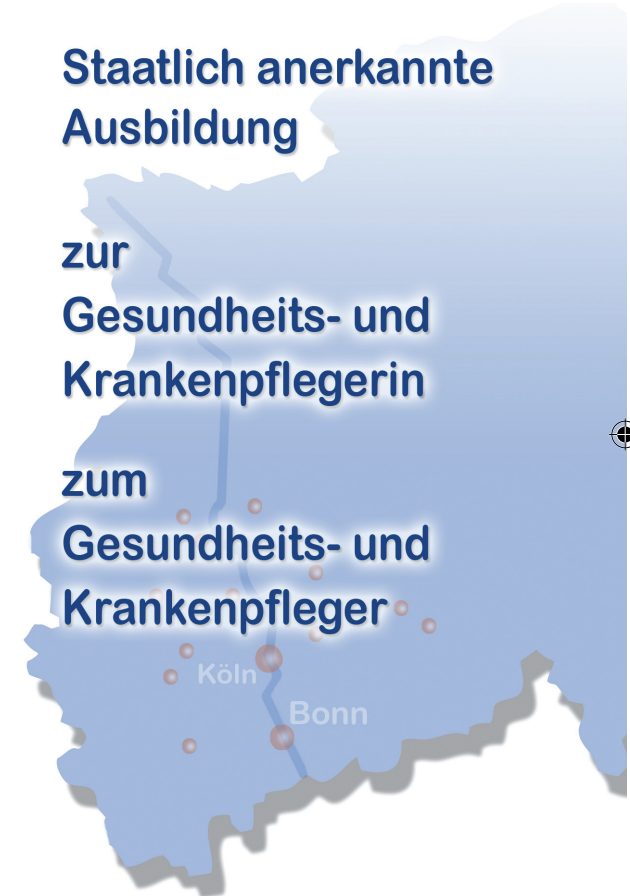 Staatlich anerkannte
Ausbildung
zur
Gesundheits- und
Krankenpflegerin
zum
Gesundheits- und
Krankenpfleger
Köln
Bonn